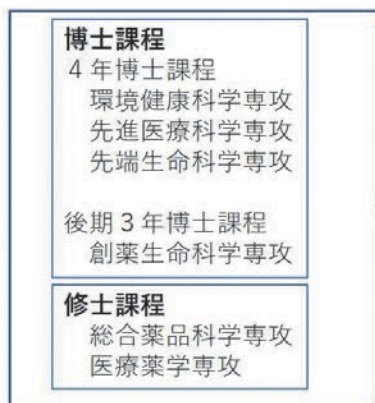 博士課程
４年博士課程
環境健康科学専攻
先進医療科学専攻
先端生命科学専攻
後期３年博士課程
創薬生命科学専攻
修士課程
総合薬品科学専攻
医療薬学専攻